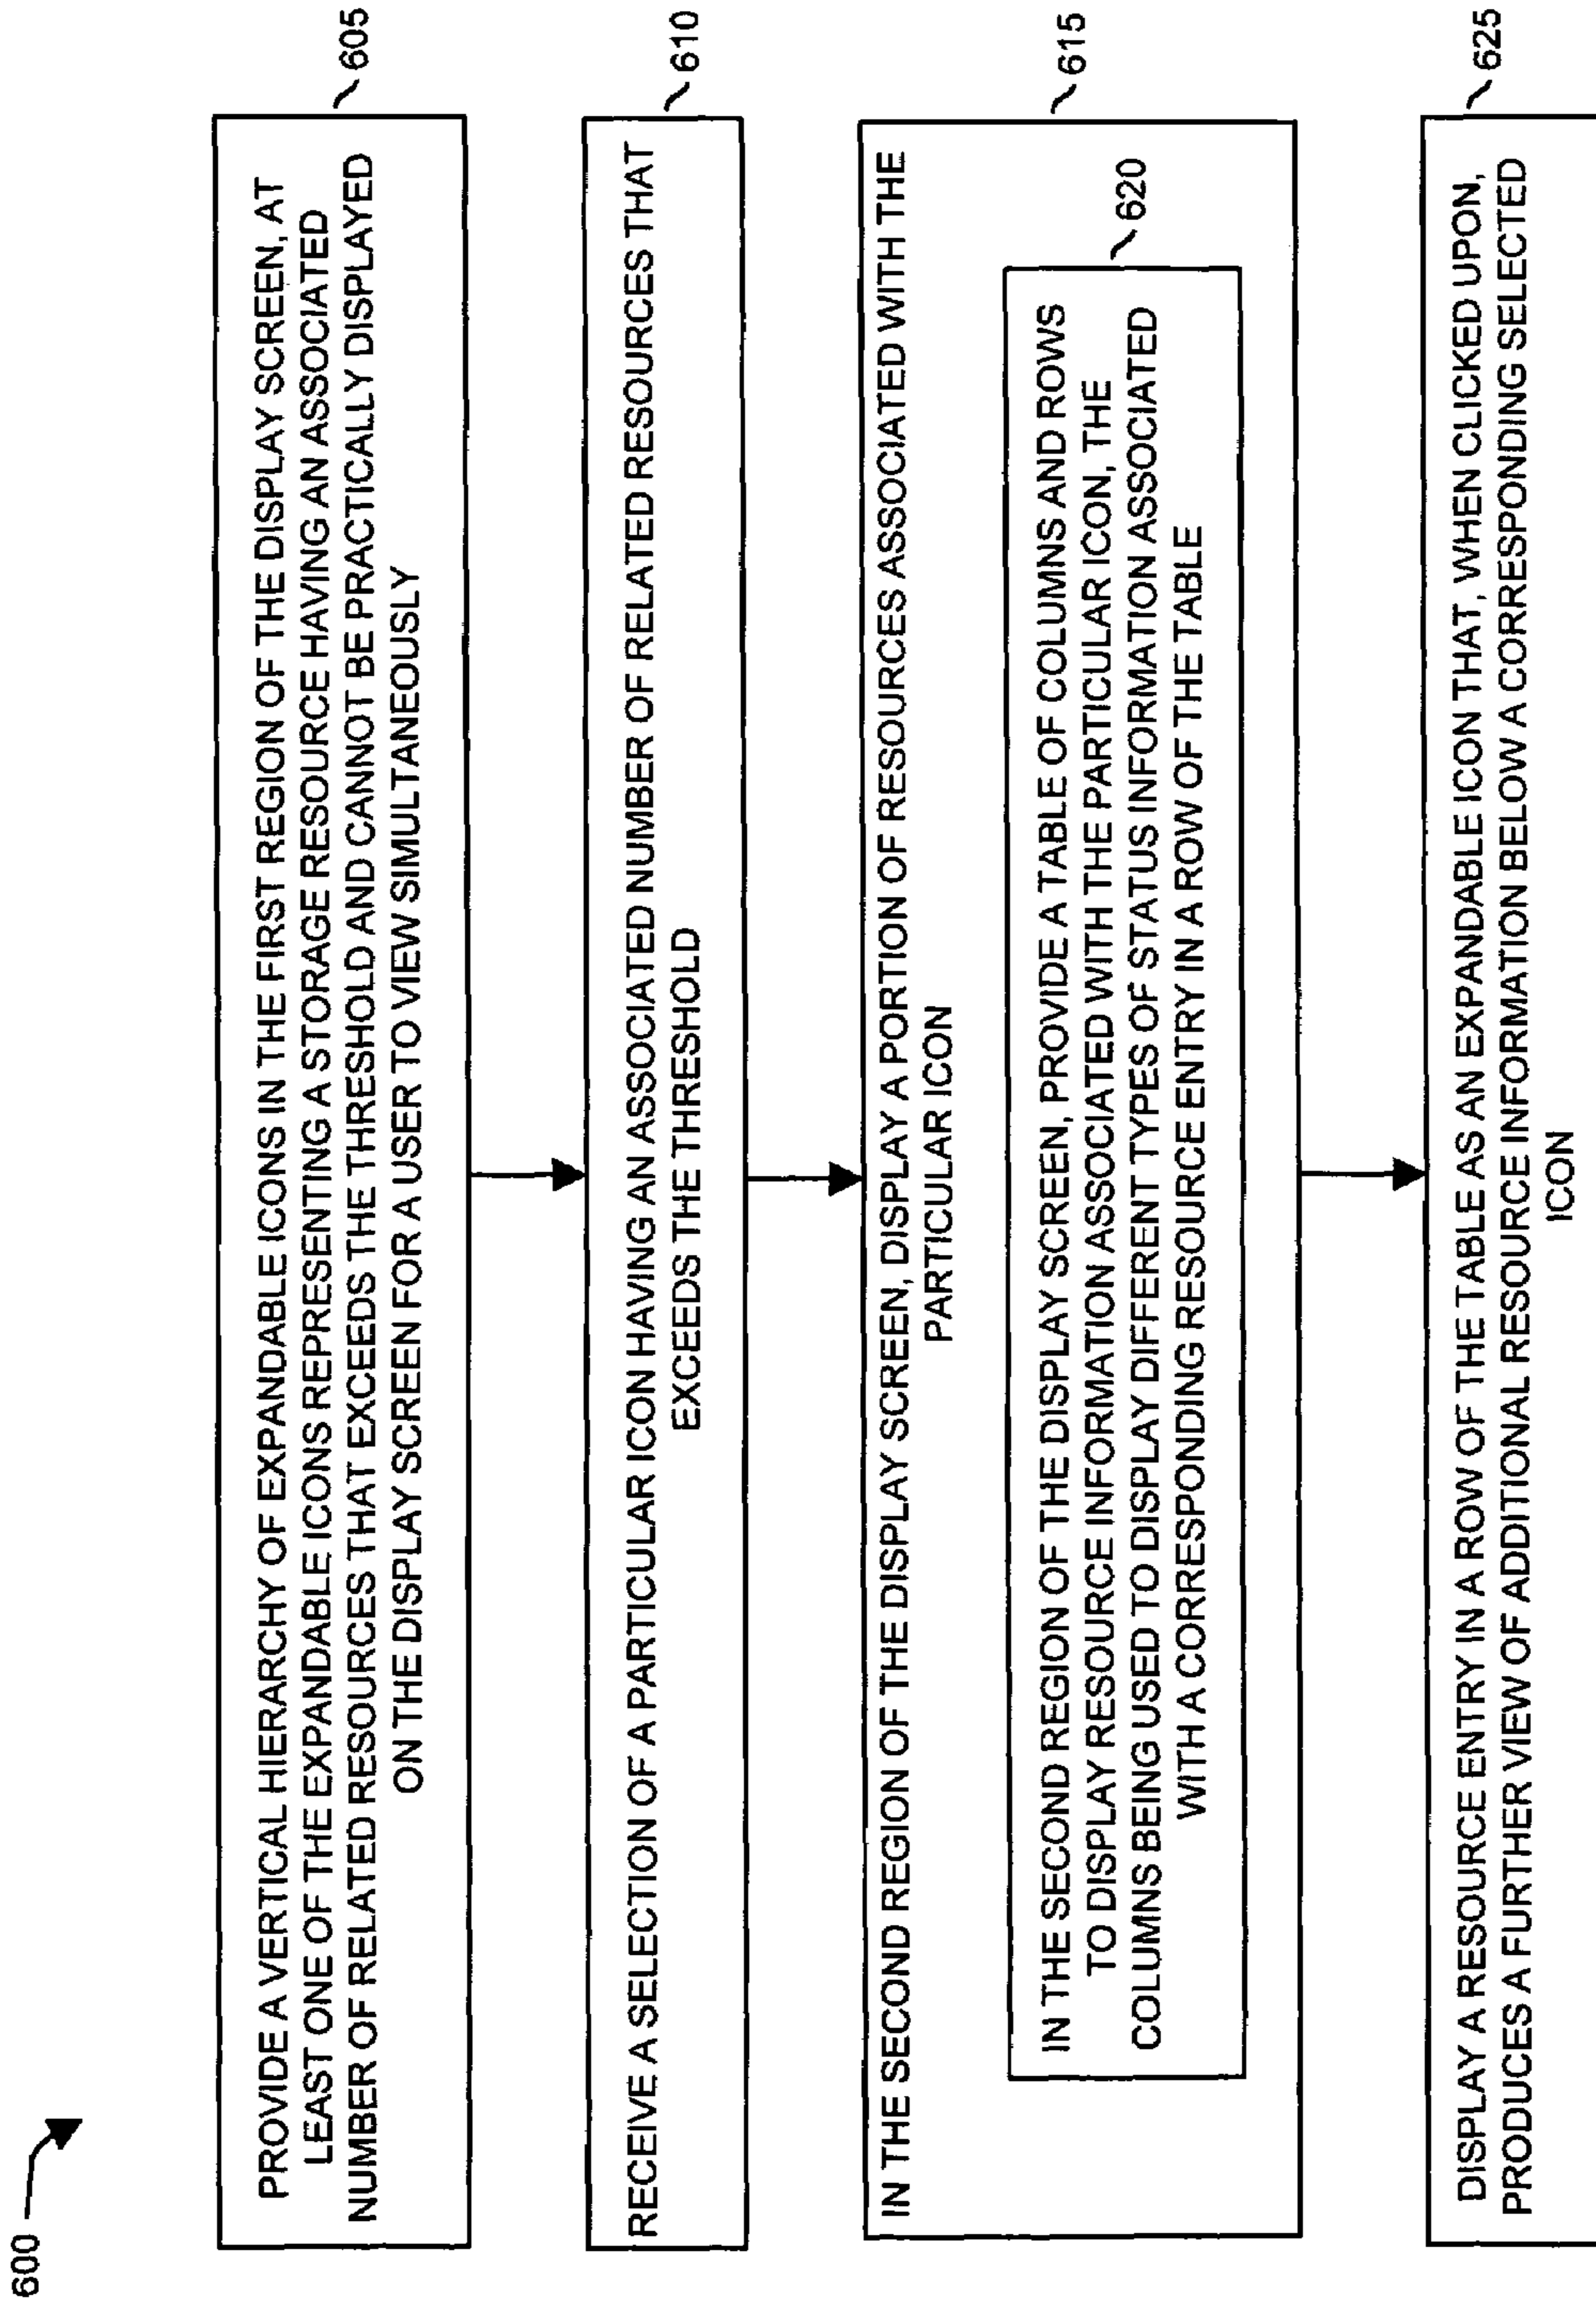 600
PROVIDE A VERTICAL HIERARCHY OF EXPANDABLE ICONS IN THE FIRST REGION OF THE DISPLAY SCREEN, AT
LEAST ONE OF THE EXPANDABLE ICONS REPRESENTING A STORAGE RESOURCE HAVING AN ASSOCIATED
NUMBER OF RELATED RESOURCES THAT EXCEEDS THE THRESHOLD AND CANNOT BE PRACTICALLY DISPLAYED
ON THE DISPLAY SCREEN FOR A USER TO VIEW SIMULTANEOUSLY
605
RECEIVE A SELECTION OF A PARTICULAR ICON HAVING AN ASSOCIATED NUMBER OF RELATED RESOURCES THAT
EXCEEDS THE THRESHOLD
610
IN THE SECOND REGION OF THE DISPLAY SCREEN, DISPLAY A PORTION OF RESOURCES ASSOCIATED WITH THE
PARTICULAR ICON
615
IN THE SECOND REGION OF THE DISPLAY SCREEN, PROVIDE A TABLE OF COLUMNS AND ROWS
TO DISPLAY RESOURCE INFORMATION ASSOCIATED WITH THE PARTICULAR ICON, THE
COLUMNS BEING USED TO DISPLAY DIFFERENT TYPES OF STATUS INFORMATION ASSOCIATED
WITH A CORRESPONDING RESOURCE ENTRY IN A ROW OF THE TABLE
620
DISPLAY A RESOURCE ENTRY IN A ROW OF THE TABLE AS AN EXPANDABLE ICON THAT, WHEN CLICKED UPON,
PRODUCES A FURTHER VIEW OF ADDITIONAL RESOURCE INFORMATION BELOW A CORRESPONDING SELECTED
ICON
625